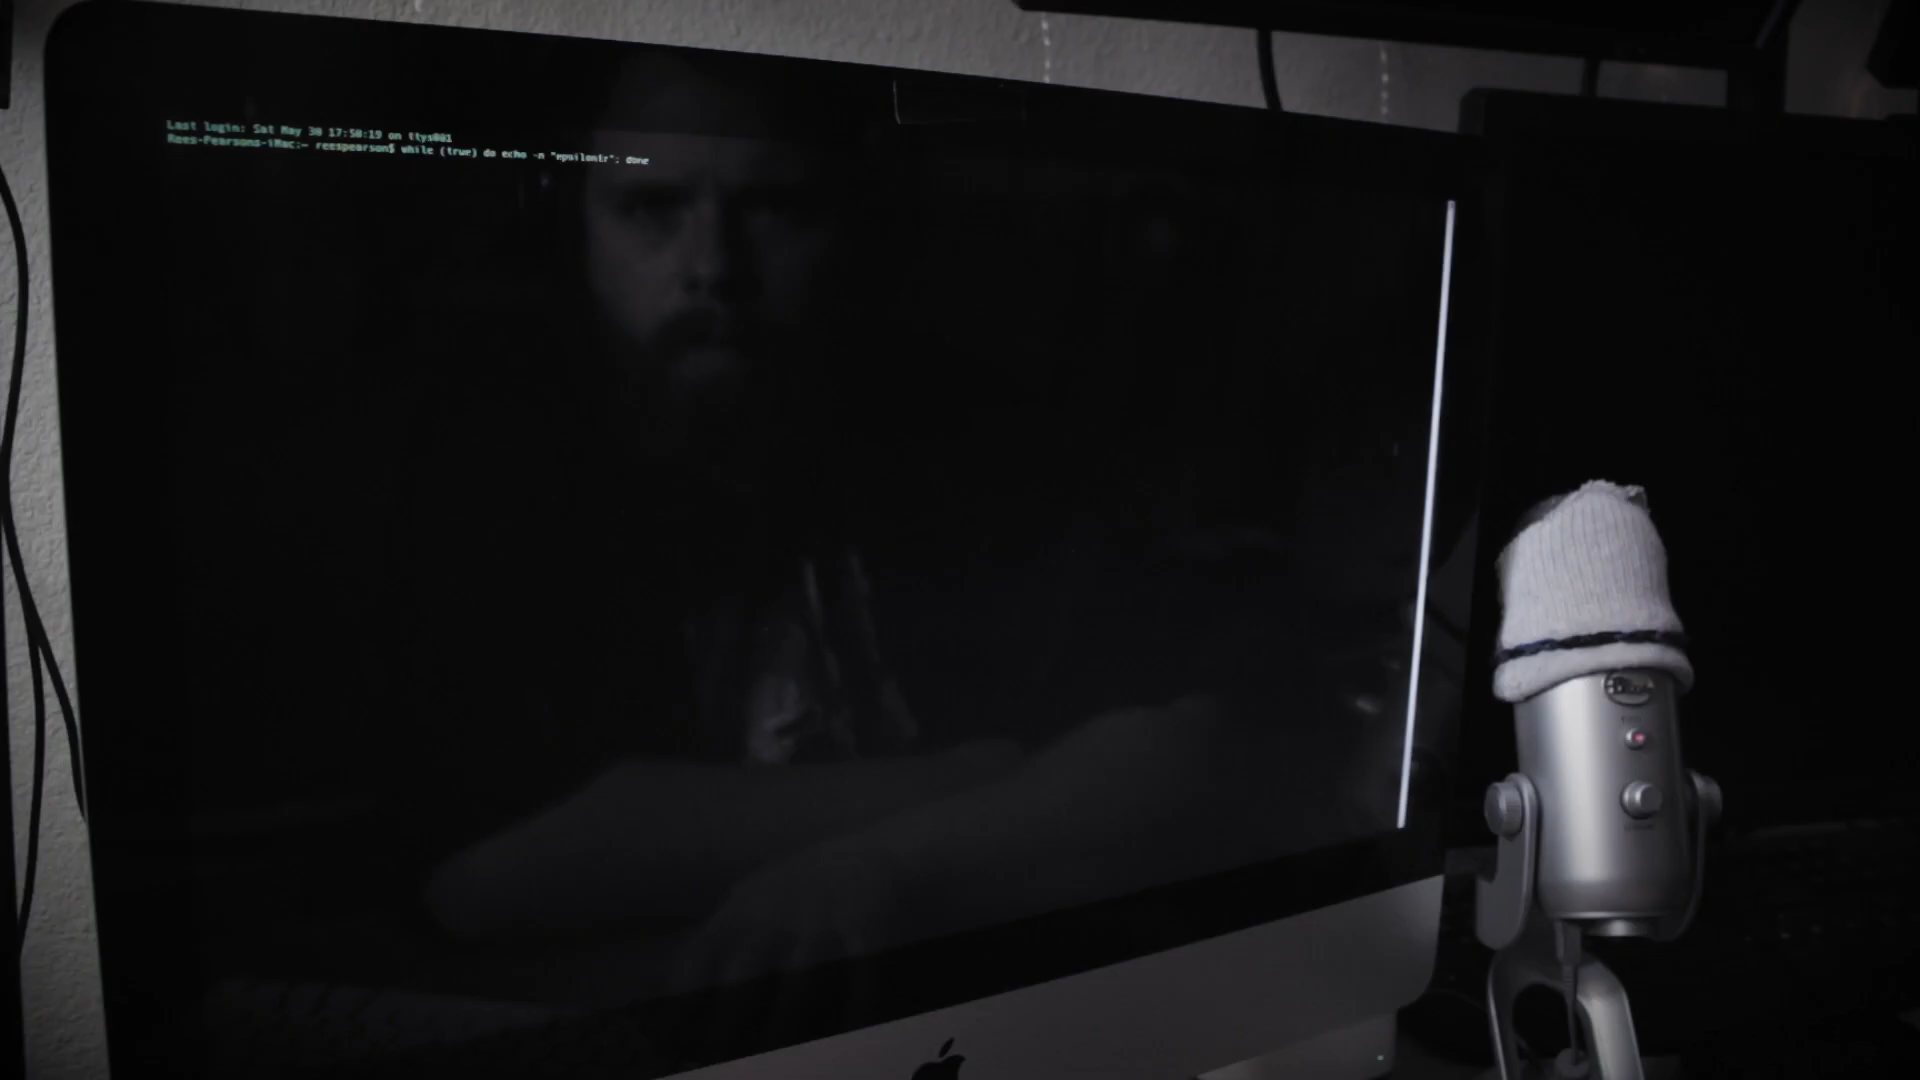 Last login: Sat May 30 17:50:19 on ttys001
Rees-Pearsons-iMac:~ reespearson$ while (true) do echo -n "epsilonIr"; done